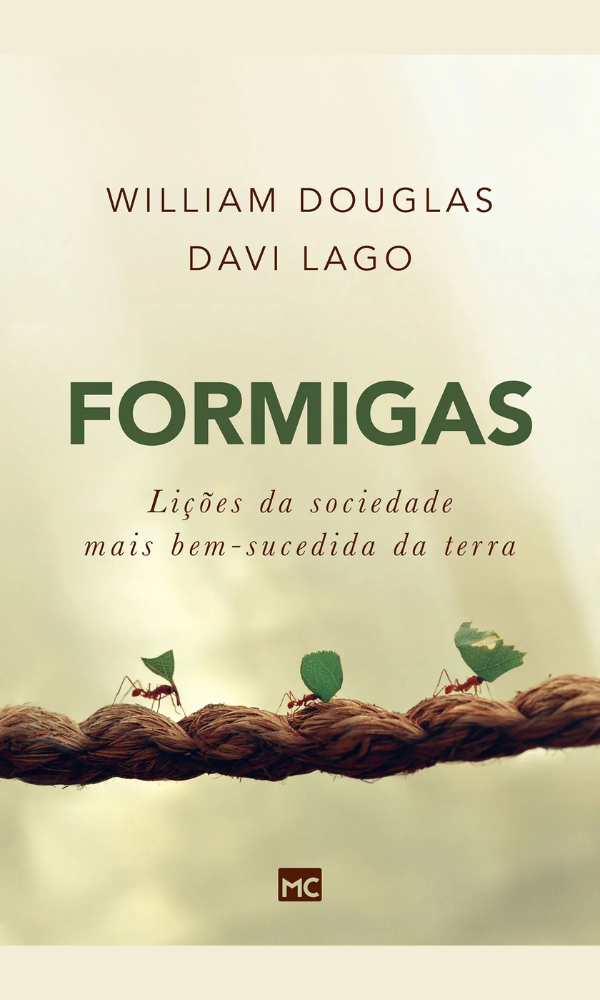 WILLIAM DOUGLAS
DAVI LAGO
FORMIGAS
Lições da sociedade
mais bem-sucedida da terra
MC